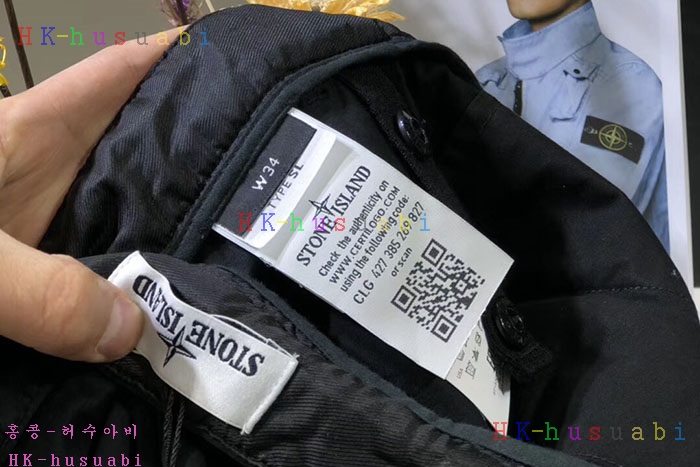 HK-husuabi
W 34
TYPE SL
STONE ISLAND
Check the authenticity on
WWW.CERTILOGO.COM
using the following code:
CLG 427 385 269 827
or scan
HK-husuabi
STONE ISLAND
HK-husuabi
홍콩-허수아비
HK-husuabi